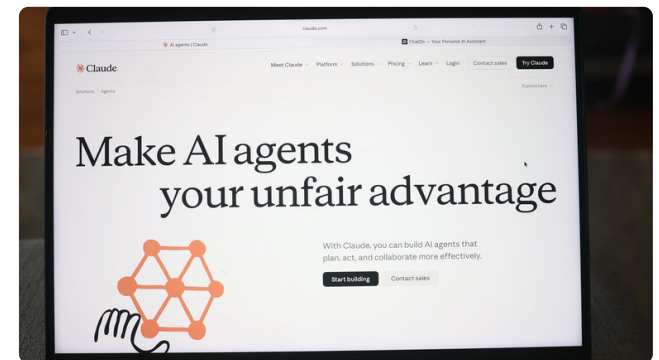 claude.com
AI agents | Claude
ChatOn — Your Personal AI Assistant
Claude
Meet Claude
Platform
Solutions
Pricing
Learn
Login
Contact sales
Try Claude
Solutions / Agents
Explore here
Make AI agents
your unfair advantage
With Claude, you can build AI agents that
plan, act, and collaborate more effectively.
Start building
Contact sales